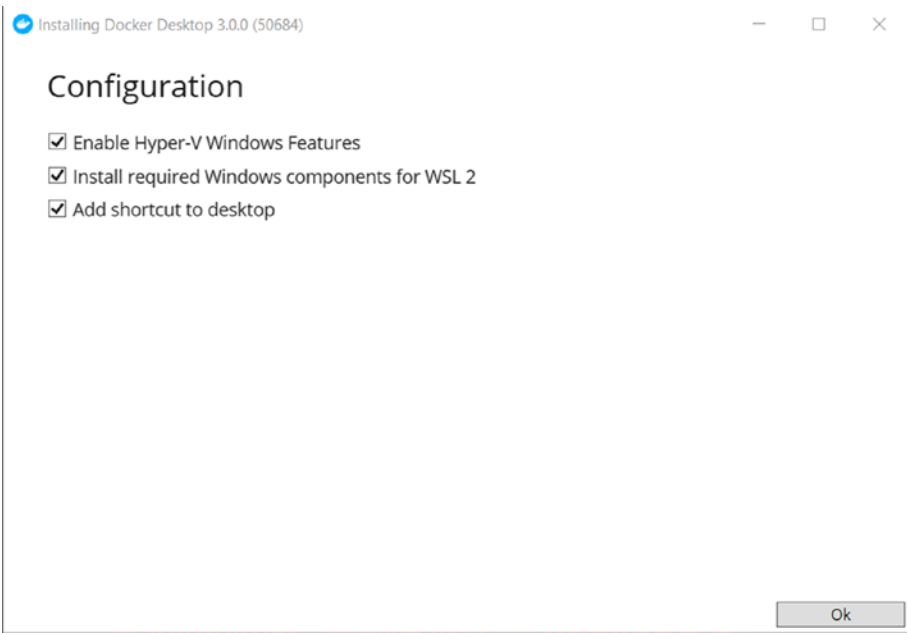 Installing Docker Desktop 3.0.0 (50684)
Configuration
Enable Hyper-V Windows Features
Install required Windows components for WSL 2
Add shortcut to desktop
Ok